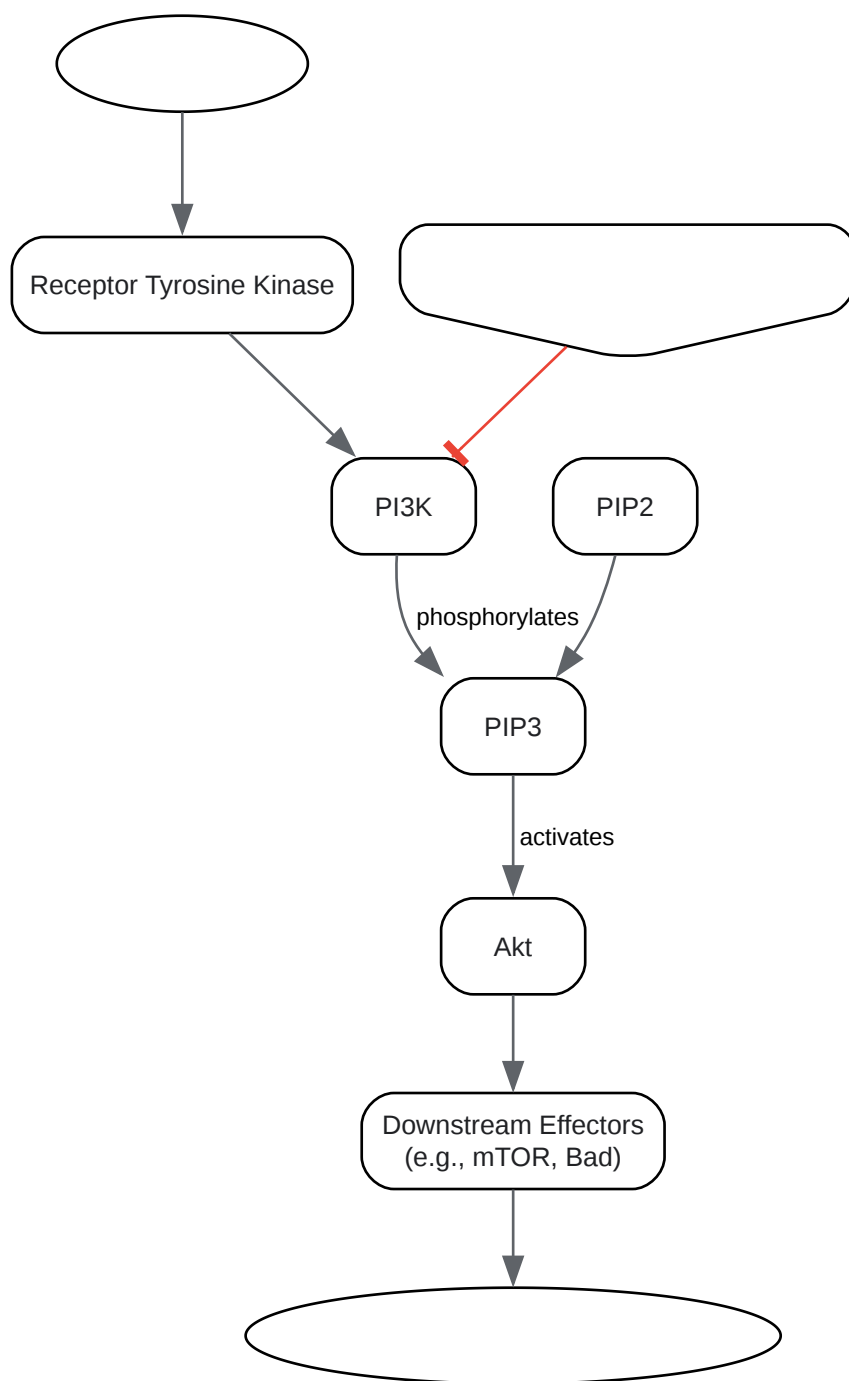 Receptor Tyrosine Kinase
PI3K
PIP2
phosphorylates
PIP3
activates
Akt
Downstream Effectors
(e.g., mTOR, Bad)